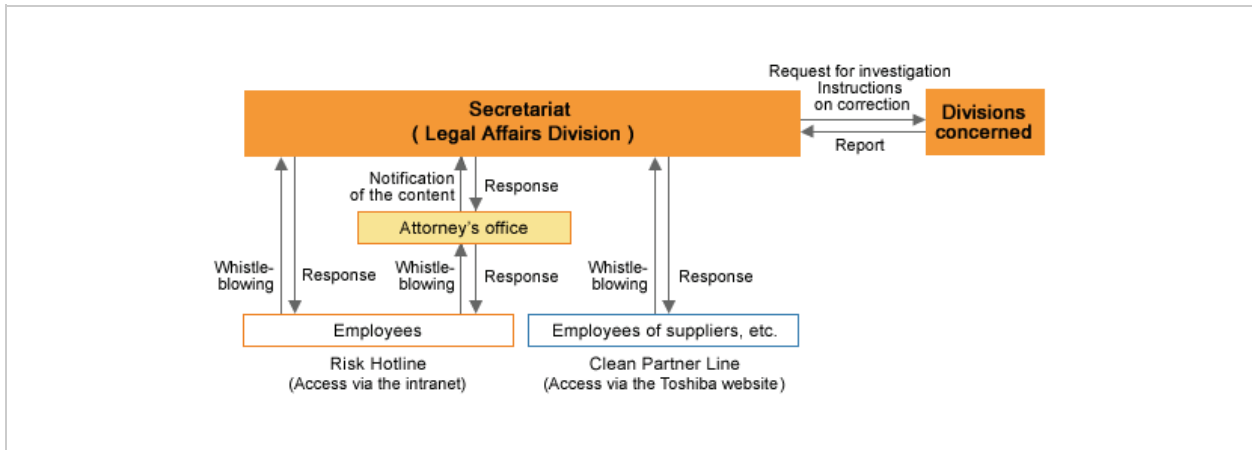 Request for investigation
Instructions
on correction
Secretariat
( Legal Affairs Division )
Divisions
concerned
Report
Notification
of the content
Response
Attorney's office
Whistle-
blowing
Response
Whistle-
blowing
Response
Whistle-
blowing
Response
Employees
Employees of suppliers, etc.
Risk Hotline
(Access via the intranet)
Clean Partner Line
(Access via the Toshiba website)